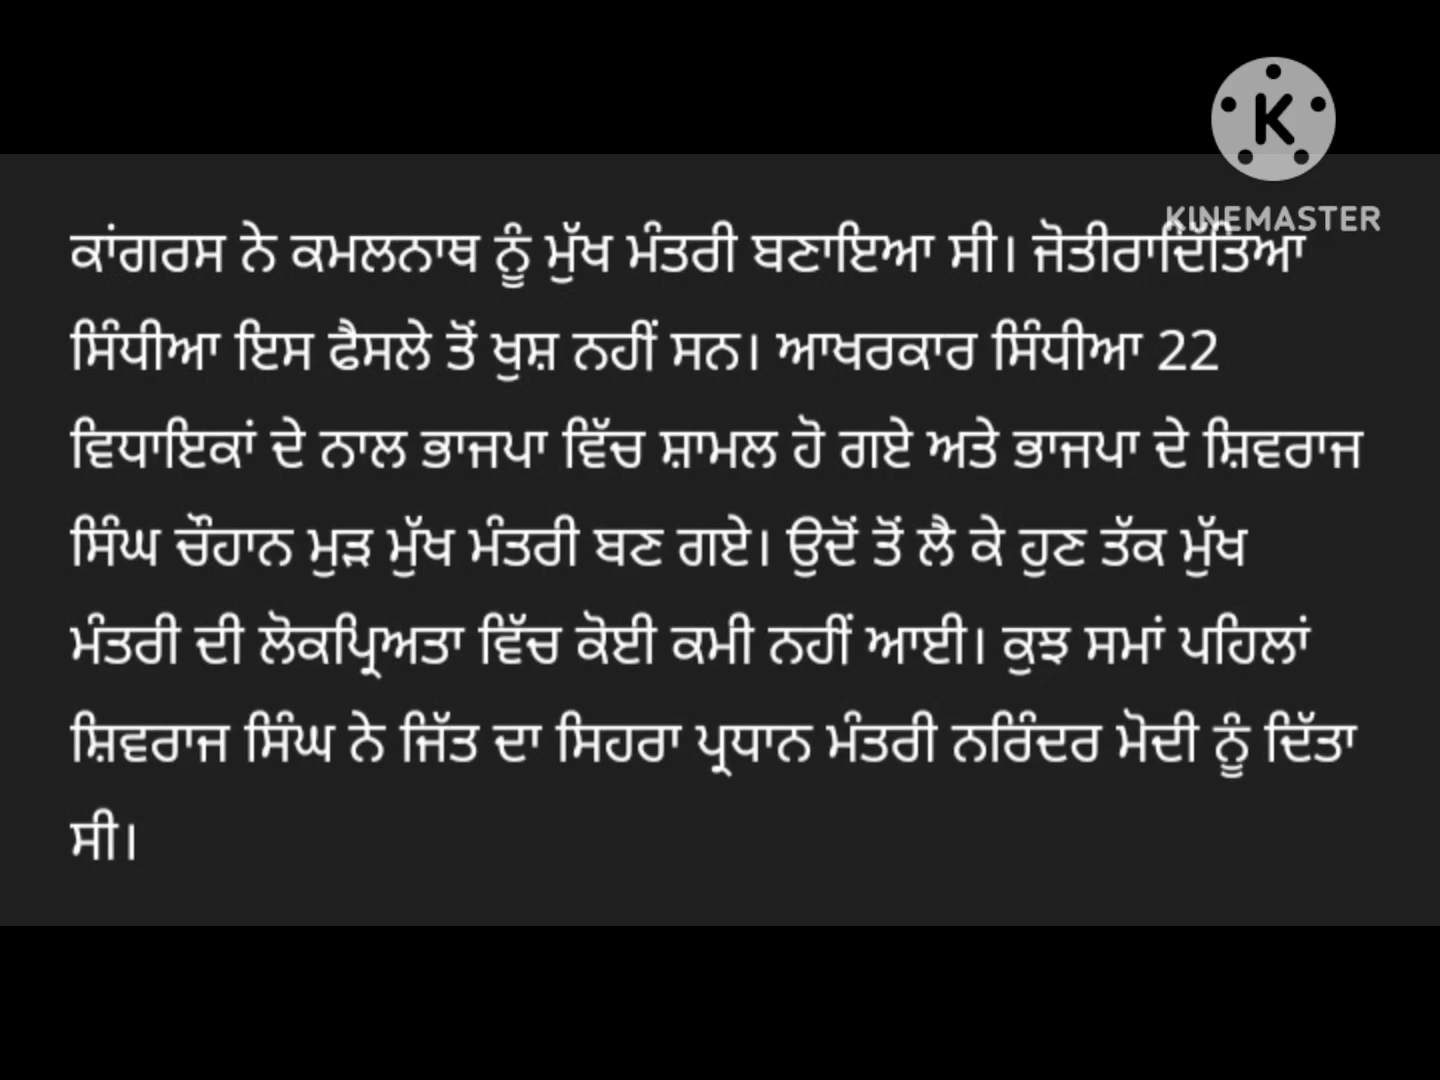 KINEMASTER
ਕਾਂਗਰਸ ਨੇ ਕਮਲਨਾਥ ਨੂੰ ਮੁੱਖ ਮੰਤਰੀ ਬਣਾਇਆ ਸੀ। ਜੋਤੀਰਾਦਿੱਤਿਆ
ਸਿੰਧੀਆ ਇਸ ਫੈਸਲੇ ਤੋਂ ਖੁਸ਼ ਨਹੀਂ ਸਨ। ਆਖਰਕਾਰ ਸਿੰਧੀਆ 22
ਵਿਧਾਇਕਾਂ ਦੇ ਨਾਲ ਭਾਜਪਾ ਵਿੱਚ ਸ਼ਾਮਲ ਹੋ ਗਏ ਅਤੇ ਭਾਜਪਾ ਦੇ ਸ਼ਿਵਰਾਜ
ਸਿੰਘ ਚੌਹਾਨ ਮੁੜ ਮੁੱਖ ਮੰਤਰੀ ਬਣ ਗਏ। ਉਦੋਂ ਤੋਂ ਲੈ ਕੇ ਹੁਣ ਤੱਕ ਮੁੱਖ
ਮੰਤਰੀ ਦੀ ਲੋਕਪ੍ਰਿਅਤਾ ਵਿੱਚ ਕੋਈ ਕਮੀ ਨਹੀਂ ਆਈ। ਕੁਝ ਸਮਾਂ ਪਹਿਲਾਂ
ਸ਼ਿਵਰਾਜ ਸਿੰਘ ਨੇ ਜਿੱਤ ਦਾ ਸਿਹਰਾ ਪ੍ਰਧਾਨ ਮੰਤਰੀ ਨਰਿੰਦਰ ਮੋਦੀ ਨੂੰ ਦਿੱਤਾ
ਸੀ।